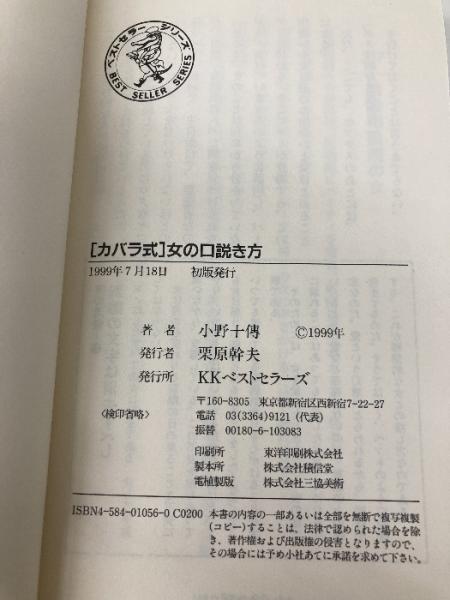 ベストセラーシリーズ
BEST SELLER SERIES
[カバラ式]女の口説き方
1999年7月18日 初版発行
著者 小野十傳 ©1999年
発行者 栗原幹夫
発行所 KKベストセラーズ
〒160-8305 東京都新宿区西新宿7-22-27
〈検印省略〉 電話 03(3364)9121(代表)
振替 00180-6-103083
印刷所 東洋印刷株式会社
製本所 株式会社積信堂
電植製版 株式会社三協美術
ISBN4-584-01056-0 C0200 本書の内容の一部あるいは全部を無断で複写複製
(コピー)することは、法律で認められた場合を除
き、著作権および出版権の侵害となりますので、
その場合には予め小社あてに承諾を求めて下さい。